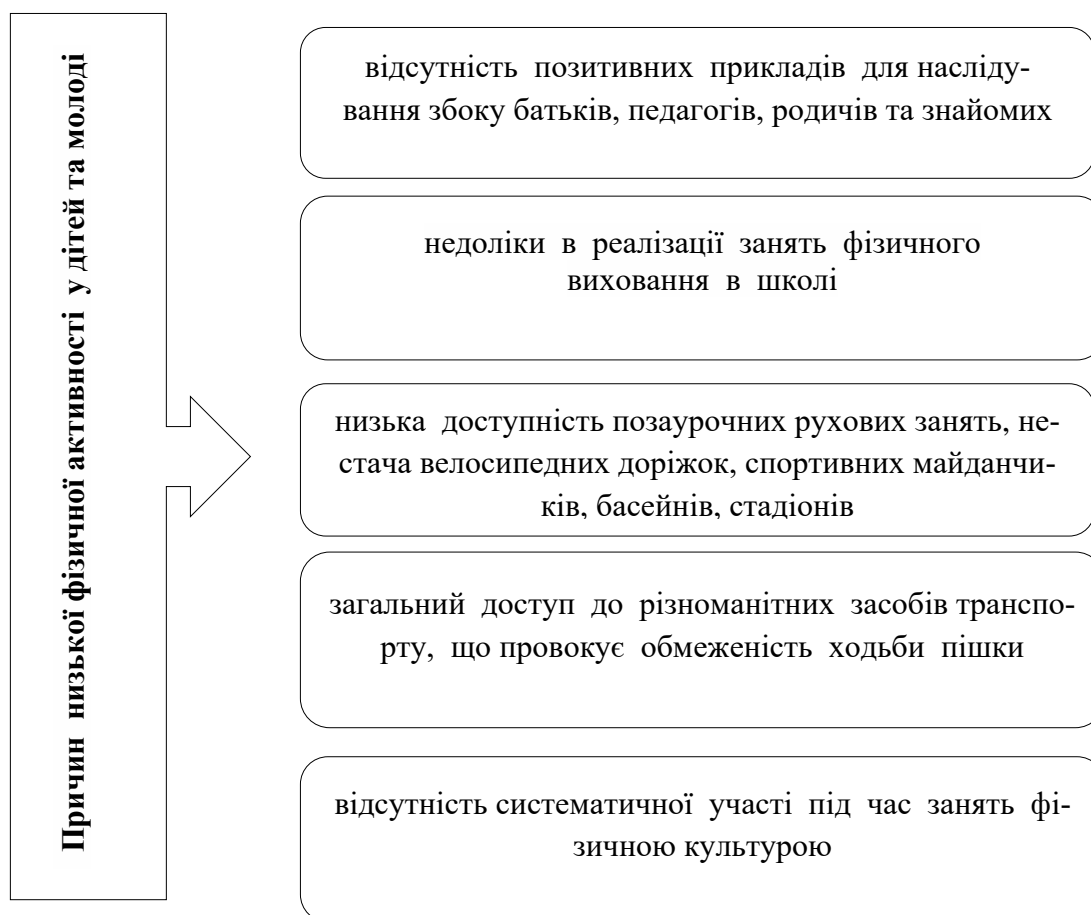 Причин низької фізичної активності у дітей та молоді
відсутність позитивних прикладів для насліду-
вання збоку батьків, педагогів, родичів та знайомих
недоліки в реалізації занять фізичного
виховання в школі
низька доступність позаурочних рухових занять, не-
стача велосипедних доріжок, спортивних майданчи-
ків, басейнів, стадіонів
загальний доступ до різноманітних засобів транспо-
рту, що провокує обмеженість ходьби пішки
відсутність систематичної участі під час занять фі-
зичною культурою